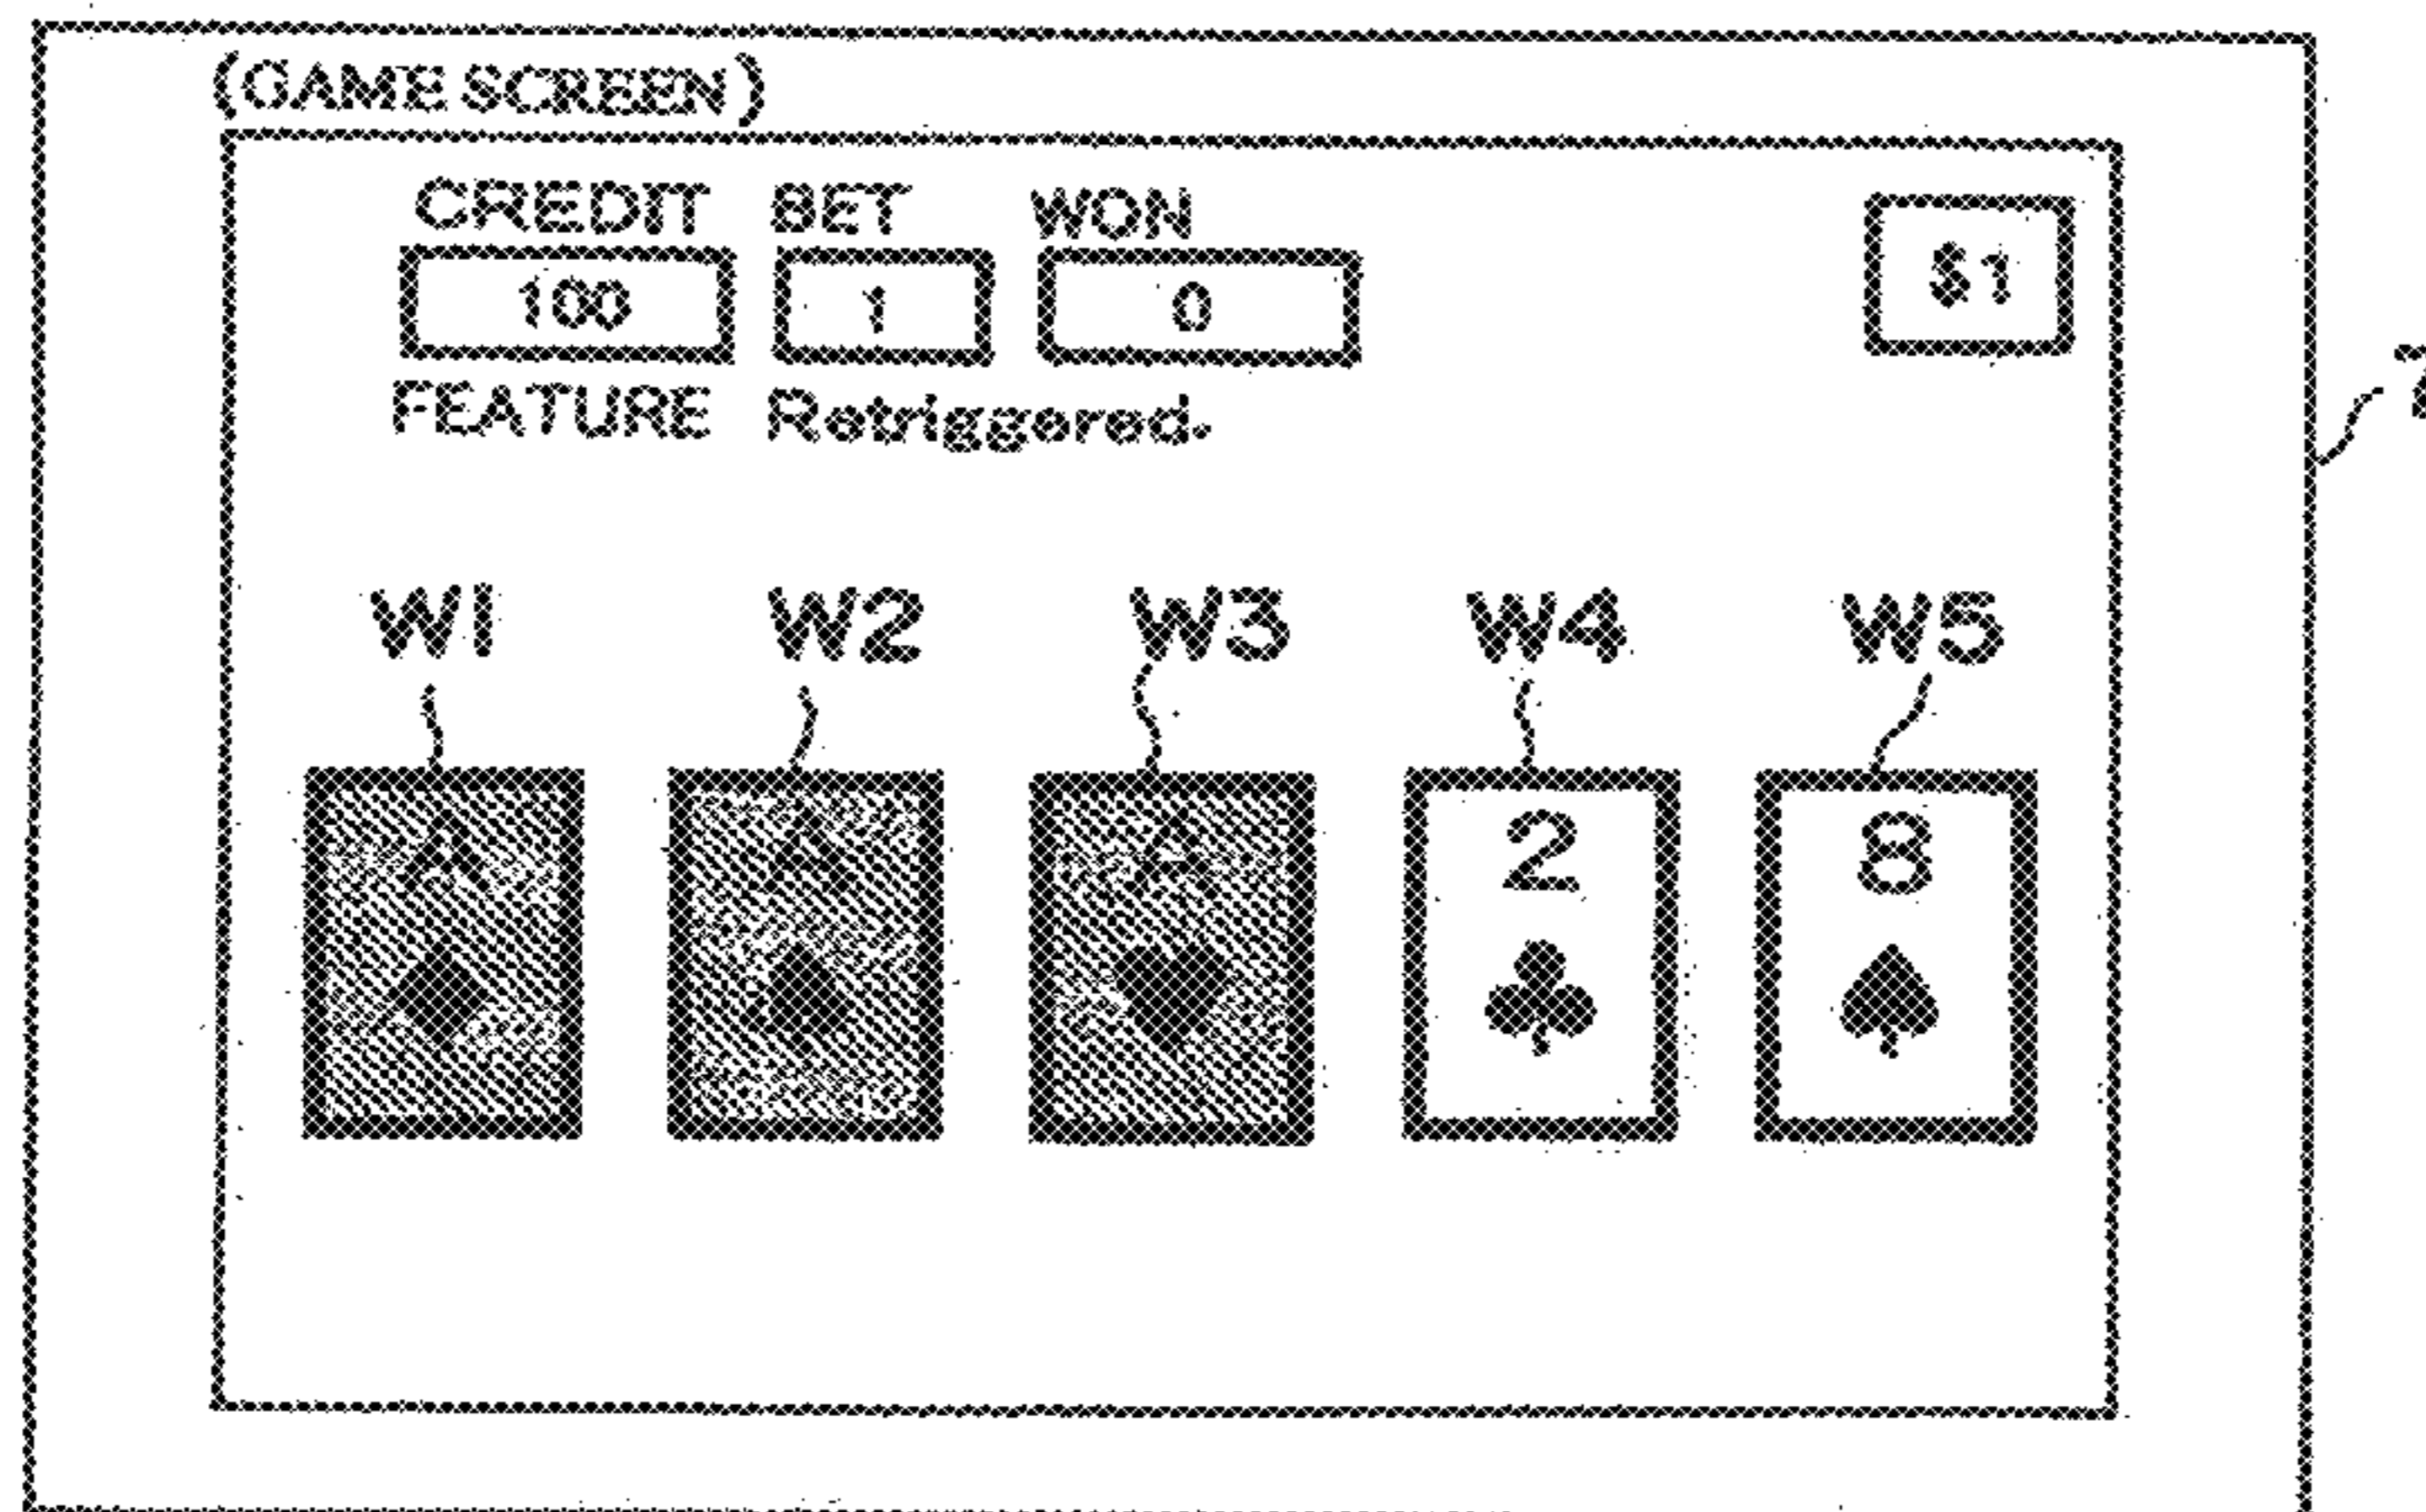 (GAME SCREEN)
CREDIT BET WON
100 1 0 $1
FEATURE Retriggered.
W1 W2 W3 W4 W5
A A A 2 8